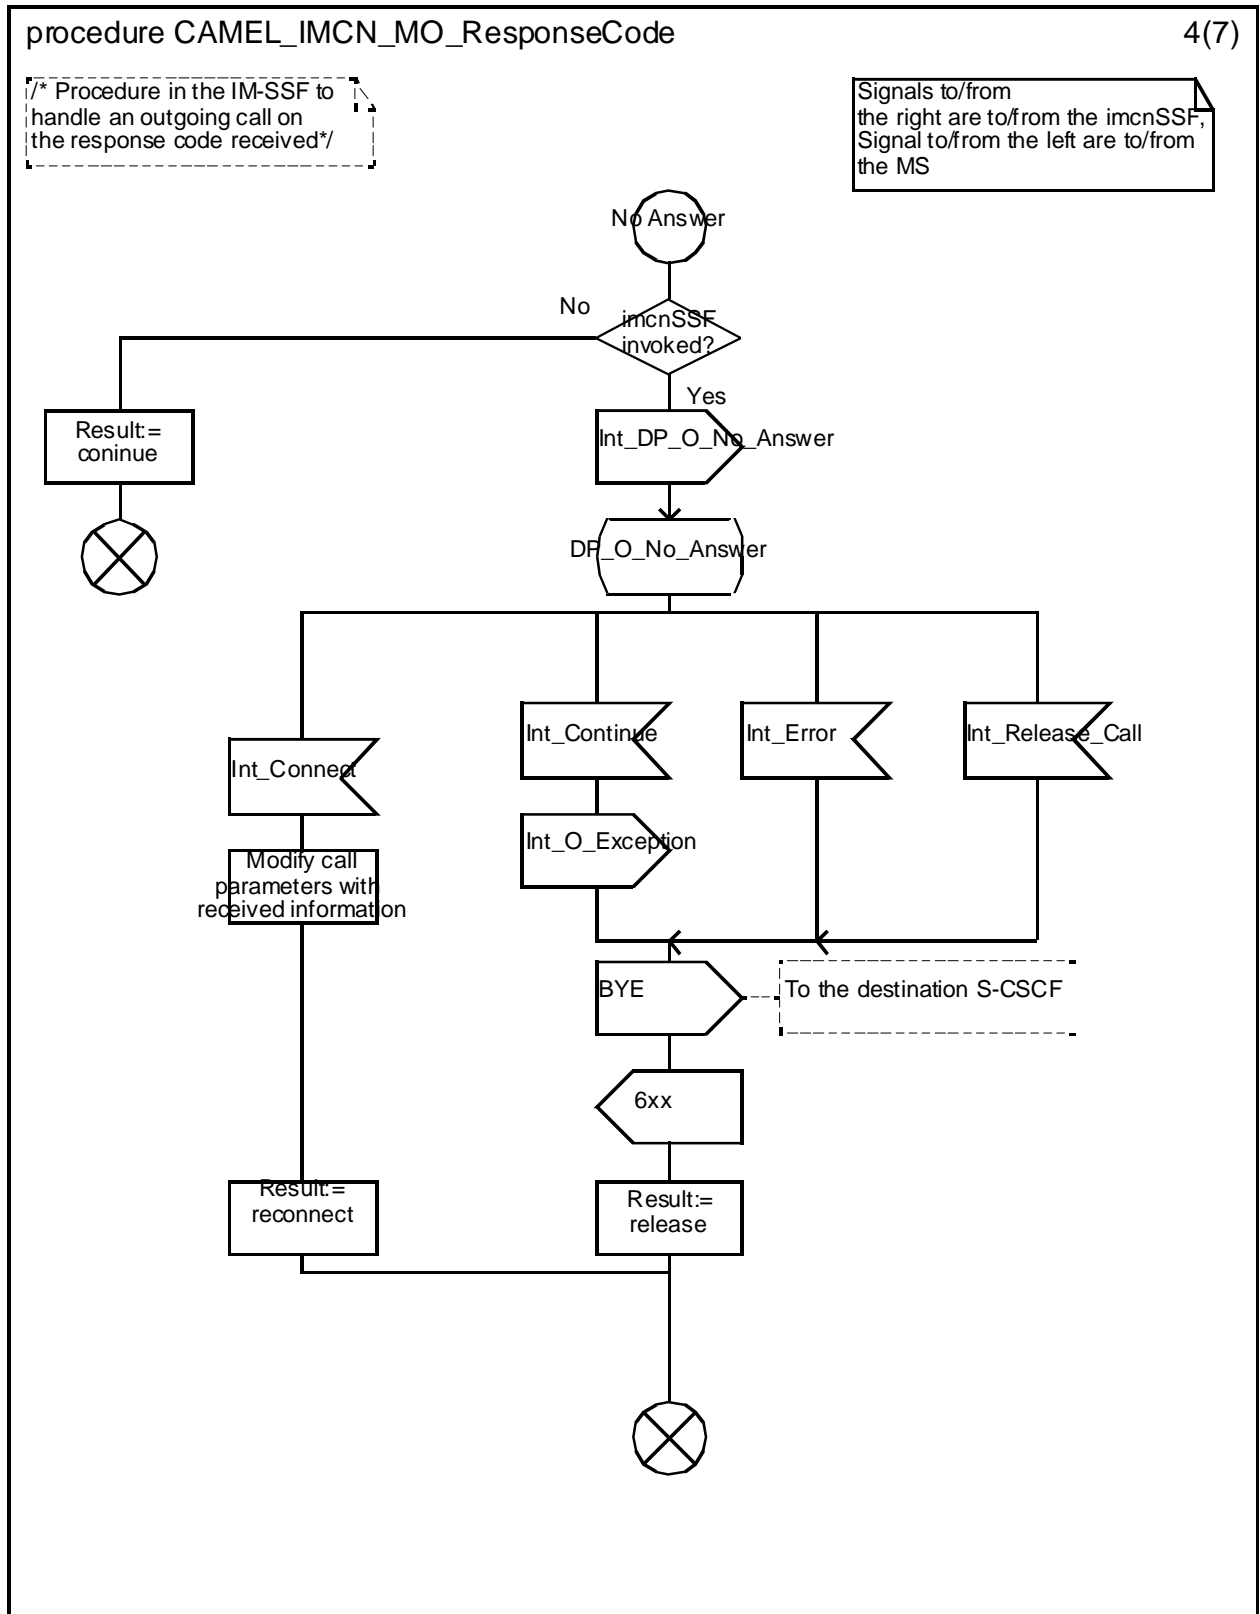 procedure CAMEL_IMCN_MO_ResponseCode
4(7)
/* Procedure in the IM-SSF to
handle an outgoing call on
the response code received*/
Signals to/from
the right are to/from the imcnSSF,
Signal to/from the left are to/from
the MS
No Answer
No
imcnSSF
invoked?
Yes
Result:=
coninue
Int_DP_O_No_Answer
DP_O_No_Answer
Int_Connect
Int_Continue
Int_Error
Int_Release_Call
Int_O_Exception
Modify call
parameters with
received information
BYE
To the destination S-CSCF
6xx
Result:=
reconnect
Result:=
release